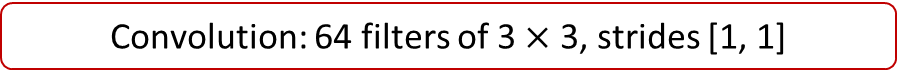 Convolution: 64 filters of 3 × 3, strides [1, 1]